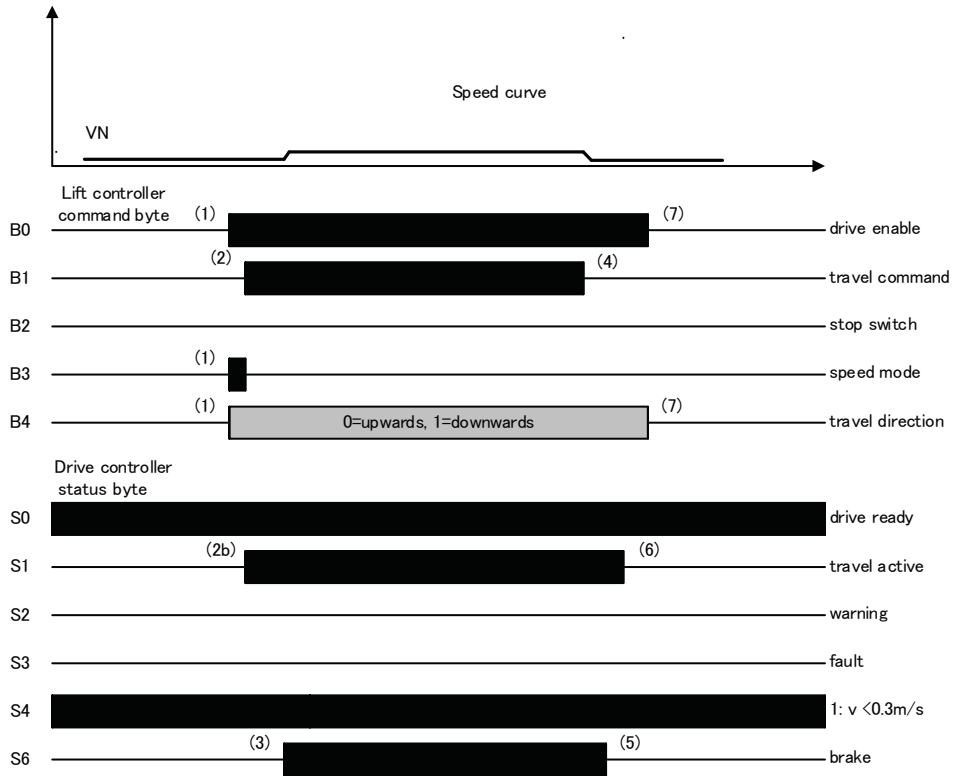 Speed curve
VN
Lift controller
command byte
(1)
(7)
B0
drive enable
(2)
(4)
B1
travel command
B2
stop switch
(1)
B3
speed mode
(1)
(7)
B4
0=upwards, 1=downwards
travel direction
Drive controller
status byte
S0
drive ready
(2b)
(6)
S1
travel active
S2
warning
S3
fault
S4
1: v <0.3m/s
(3)
(5)
S6
brake